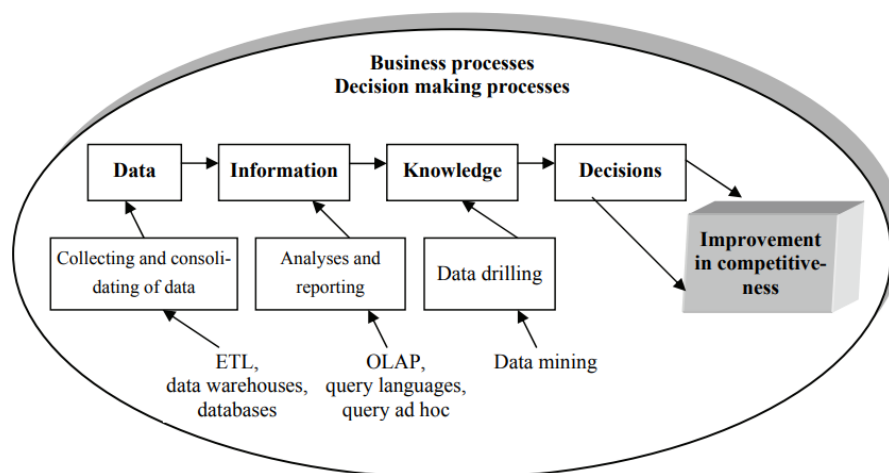 Business processes
Decision making processes
Data
Information
Knowledge
Decisions
Improvement
in competitive-
ness
Collecting and consoli-
dating of data
Analyses and
reporting
Data drilling
ETL,
data warehouses,
databases
OLAP,
query languages,
query ad hoc
Data mining